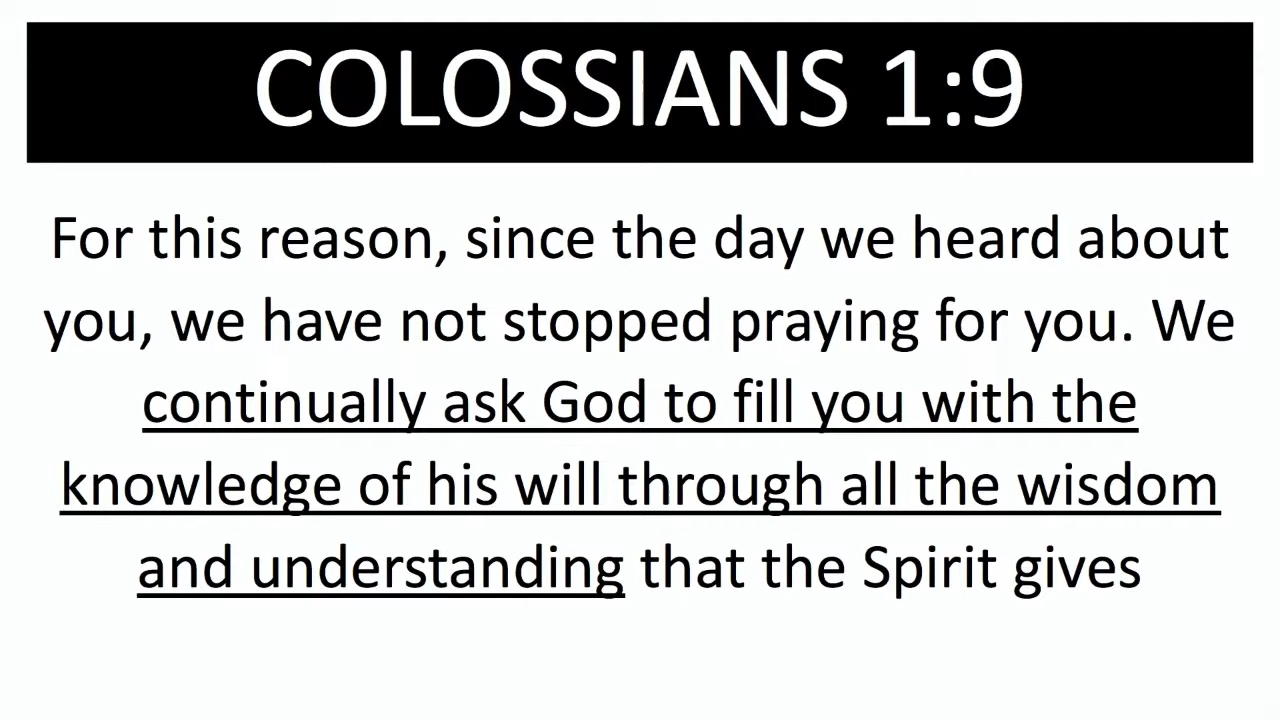 COLOSSIANS 1:9
For this reason, since the day we heard about
you, we have not stopped praying for you. We
continually ask God to fill you with the
knowledge of his will through all the wisdom
and understanding that the Spirit gives